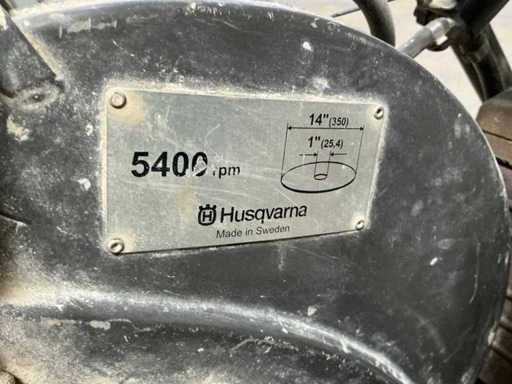 14" (350)
1" (25,4)
5400 rpm
Husqvarna
Made in Sweden